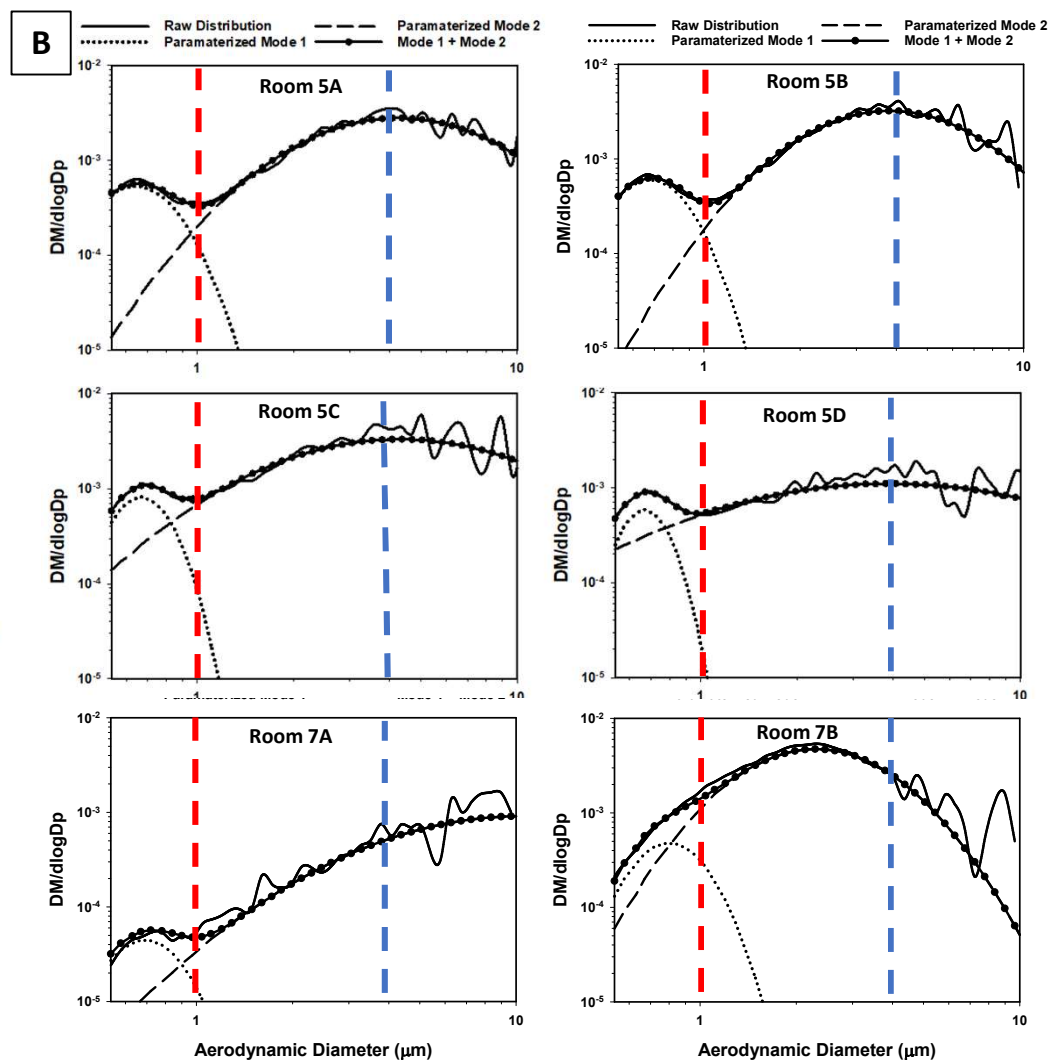 B
Raw Distribution
Paramaterized Mode 1
Paramaterized Mode 2
Mode 1 + Mode 2
Raw Distribution
Paramaterized Mode 1
Paramaterized Mode 2
Mode 1 + Mode 2
Room 5A
DM/dlogDp
10⁻²
10⁻³
10⁻⁴
10⁻⁵
1
10
Room 5B
DM/dlogDp
10⁻²
10⁻³
10⁻⁴
10⁻⁵
1
10
Room 5C
DM/dlogDp
10⁻²
10⁻³
10⁻⁴
10⁻⁵
1
10
Room 5D
DM/dlogDp
10⁻²
10⁻³
10⁻⁴
10⁻⁵
1
10
Room 7A
DM/dlogDp
10⁻²
10⁻³
10⁻⁴
10⁻⁵
1
10
Aerodynamic Diameter (μm)
Room 7B
DM/dlogDp
10⁻²
10⁻³
10⁻⁴
10⁻⁵
1
10
Aerodynamic Diameter (μm)